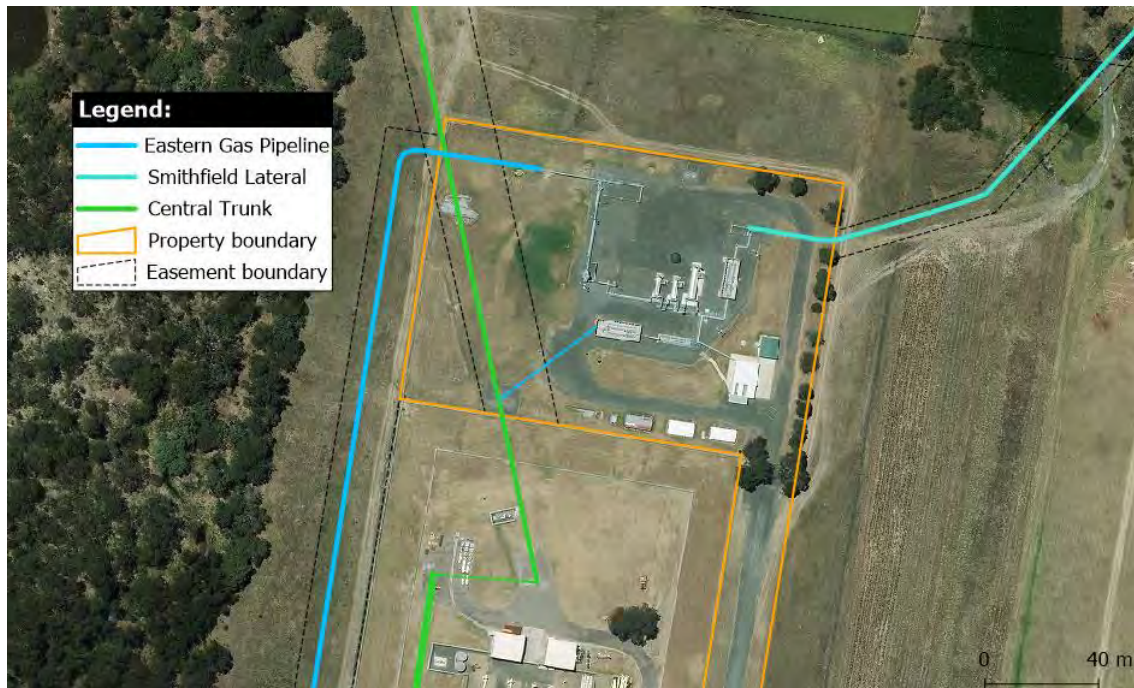 Legend:
Eastern Gas Pipeline
Smithfield Lateral
Central Trunk
Property boundary
Easement boundary
0 40 m